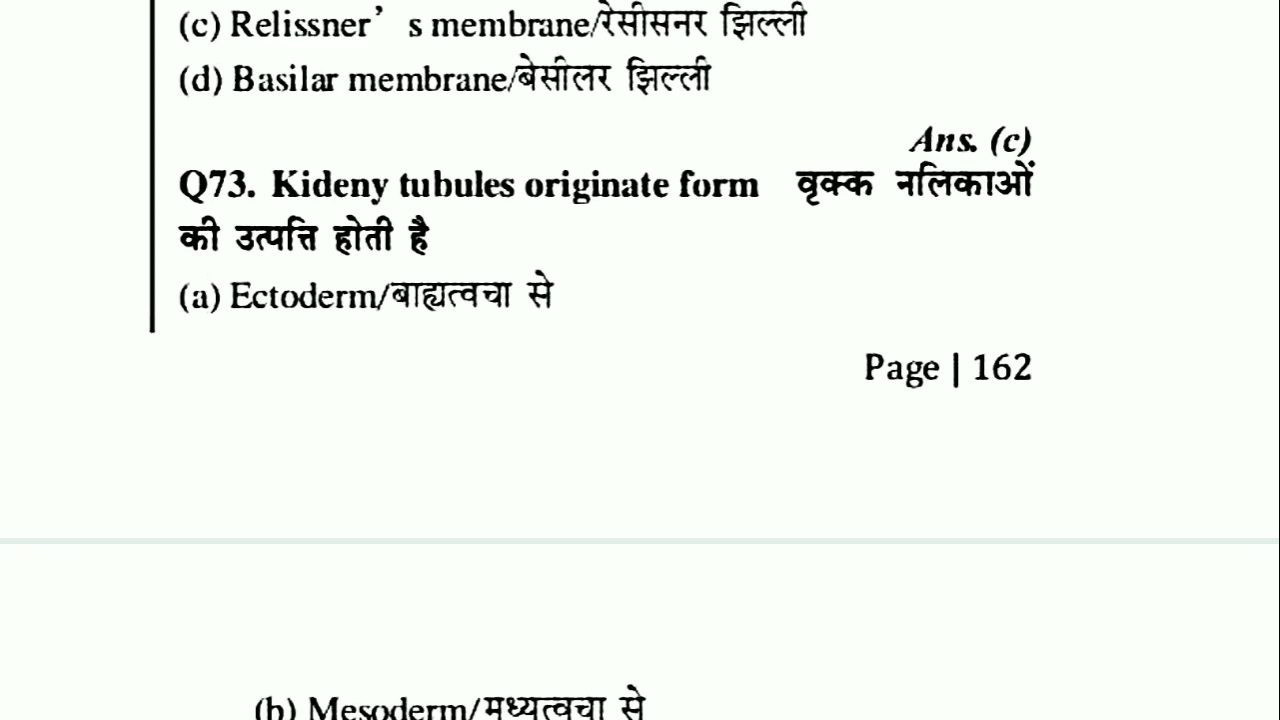 (c) Relissner’ s membrane/रेसीसनर झिल्ली
(d) Basilar membrane/बेसीलर झिल्ली
Ans. (c)
Q73. Kideny tubules originate form वृक्क नलिकाओं
की उत्पत्ति होती है
(a) Ectoderm/बाह्यत्वचा से
Page | 162
(b) Mesoderm/मध्यत्वचा से